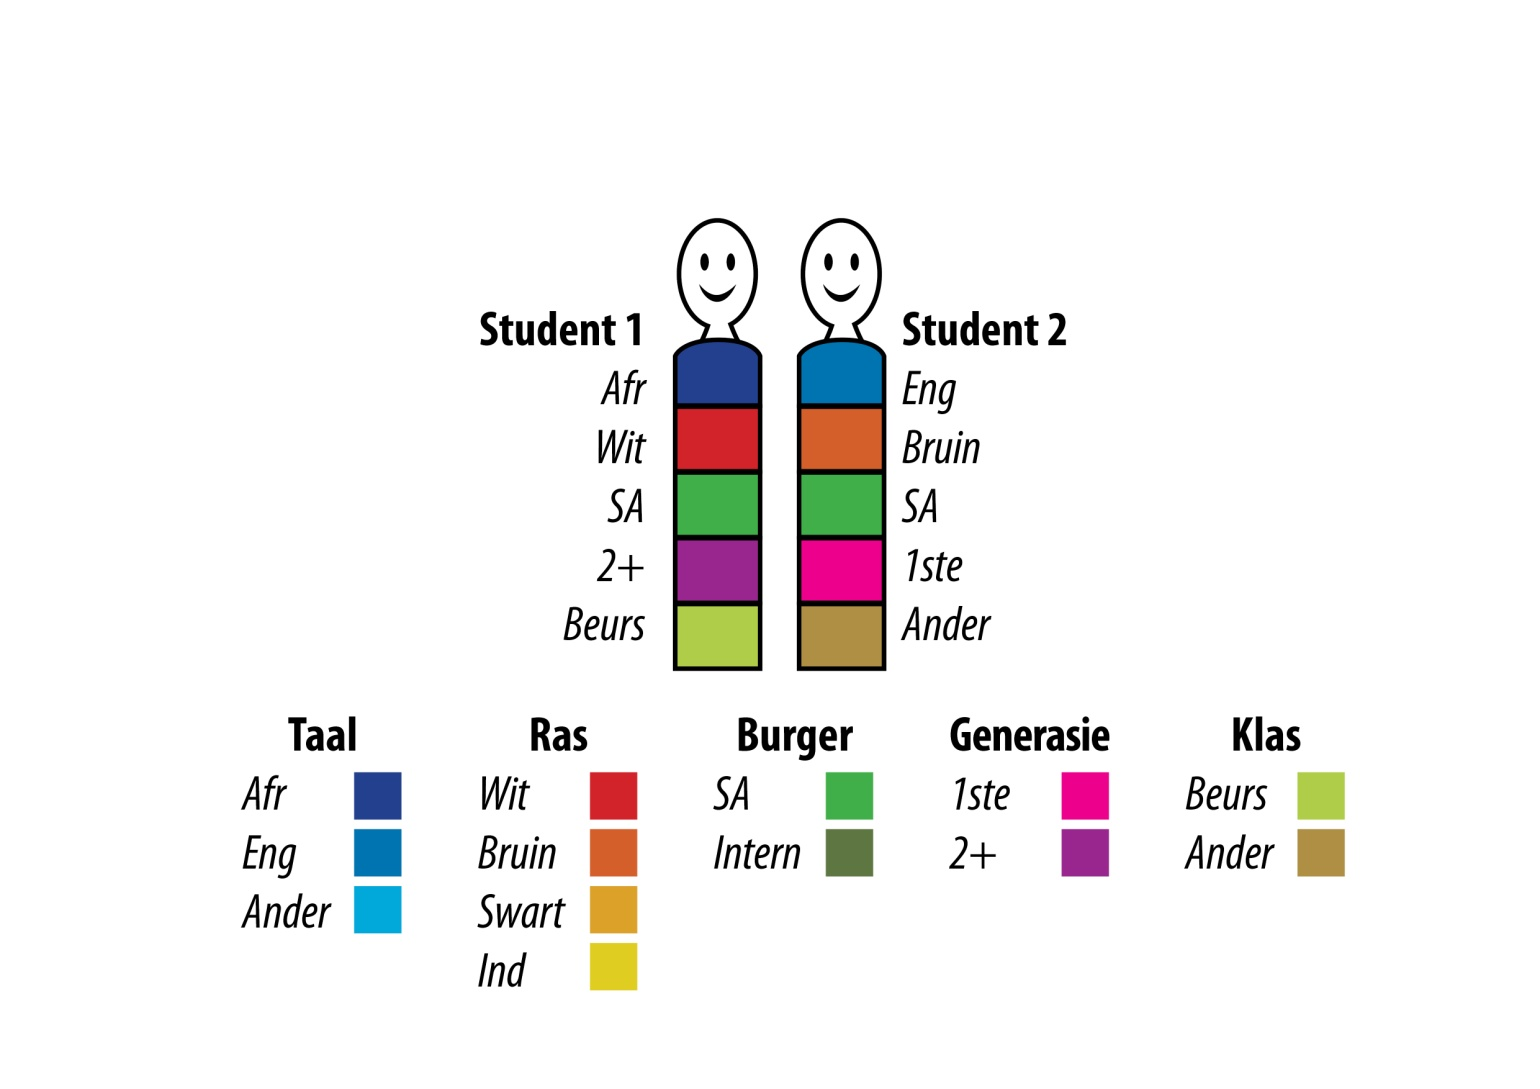 Student 1
Afr
Wit
SA
2+
Beurs
Student 2
Eng
Bruin
SA
1ste
Ander
Taal
Afr
Eng
Ander
Ras
Wit
Bruin
Swart
Ind
Burger
SA
Intern
Generasie
1ste
2+
Klas
Beurs
Ander